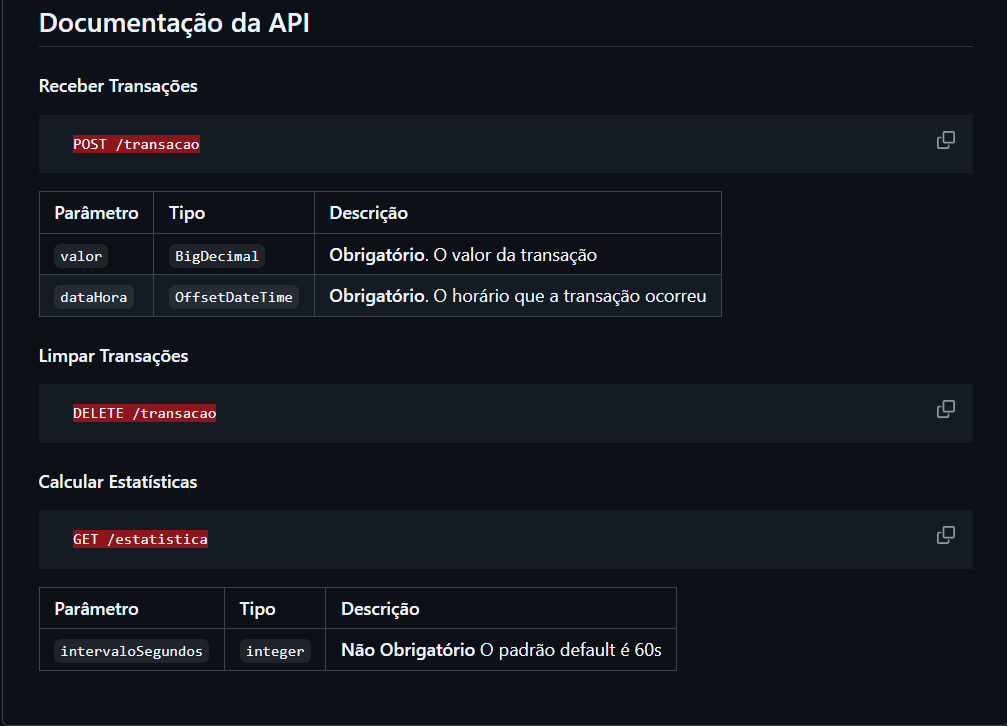 Documentação da API
Receber Transações
POST /transacao
Parâmetro Tipo Descrição
valor BigDecimal Obrigatório. O valor da transação
dataHora OffsetDateTime Obrigatório. O horário que a transação ocorreu
Limpar Transações
DELETE /transacao
Calcular Estatísticas
GET /estatistica
Parâmetro Tipo Descrição
intervaloSegundos integer Não Obrigatório O padrão default é 60s